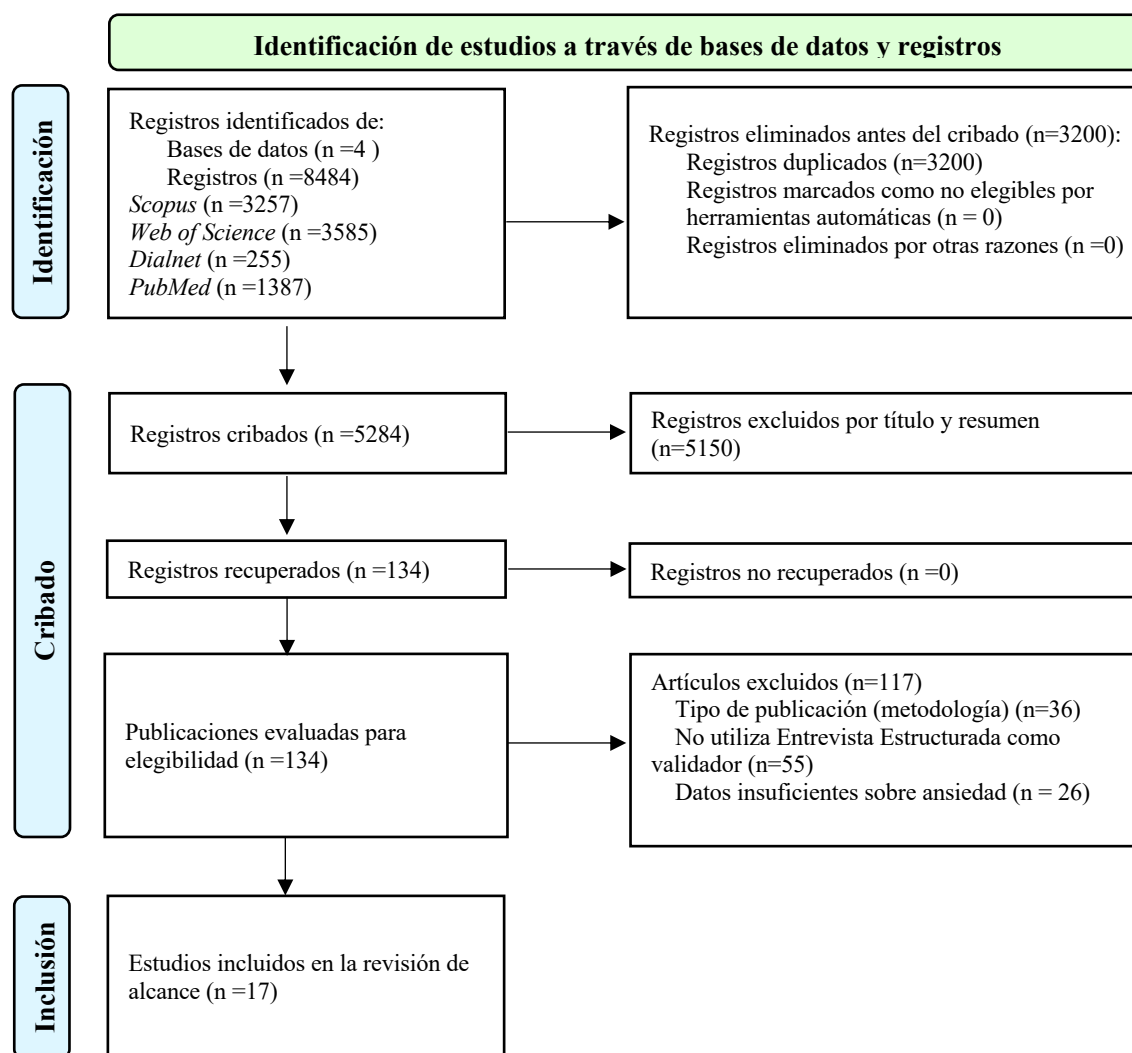 Identificación de estudios a través de bases de datos y registros
Identificación
Registros identificados de:
Bases de datos (n =4 )
Registros (n =8484)
Scopus (n =3257)
Web of Science (n =3585)
Dialnet (n =255)
PubMed (n =1387)
Registros eliminados antes del cribado (n=3200):
Registros duplicados (n=3200)
Registros marcados como no elegibles por
herramientas automáticas (n = 0)
Registros eliminados por otras razones (n =0)
Cribado
Registros cribados (n =5284)
Registros excluidos por título y resumen
(n=5150)
Registros recuperados (n =134)
Registros no recuperados (n =0)
Publicaciones evaluadas para
elegibilidad (n =134)
Artículos excluidos (n=117)
Tipo de publicación (metodología) (n=36)
No utiliza Entrevista Estructurada como
validador (n=55)
Datos insuficientes sobre ansiedad (n = 26)
Inclusión
Estudios incluidos en la revisión de
alcance (n =17)